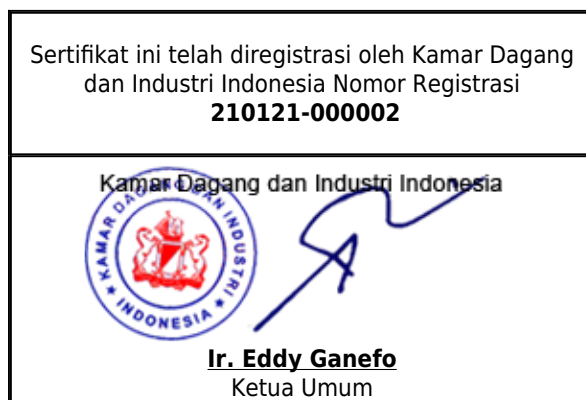 Sertifikat ini telah diregistrasi oleh Kamar Dagang
dan Industri Indonesia Nomor Registrasi
210121-000002
Kamar Dagang dan Industri Indonesia
KAMAR DAGANG DAN INDUSTRI
INDONESIA
Ir. Eddy Ganefo
Ketua Umum